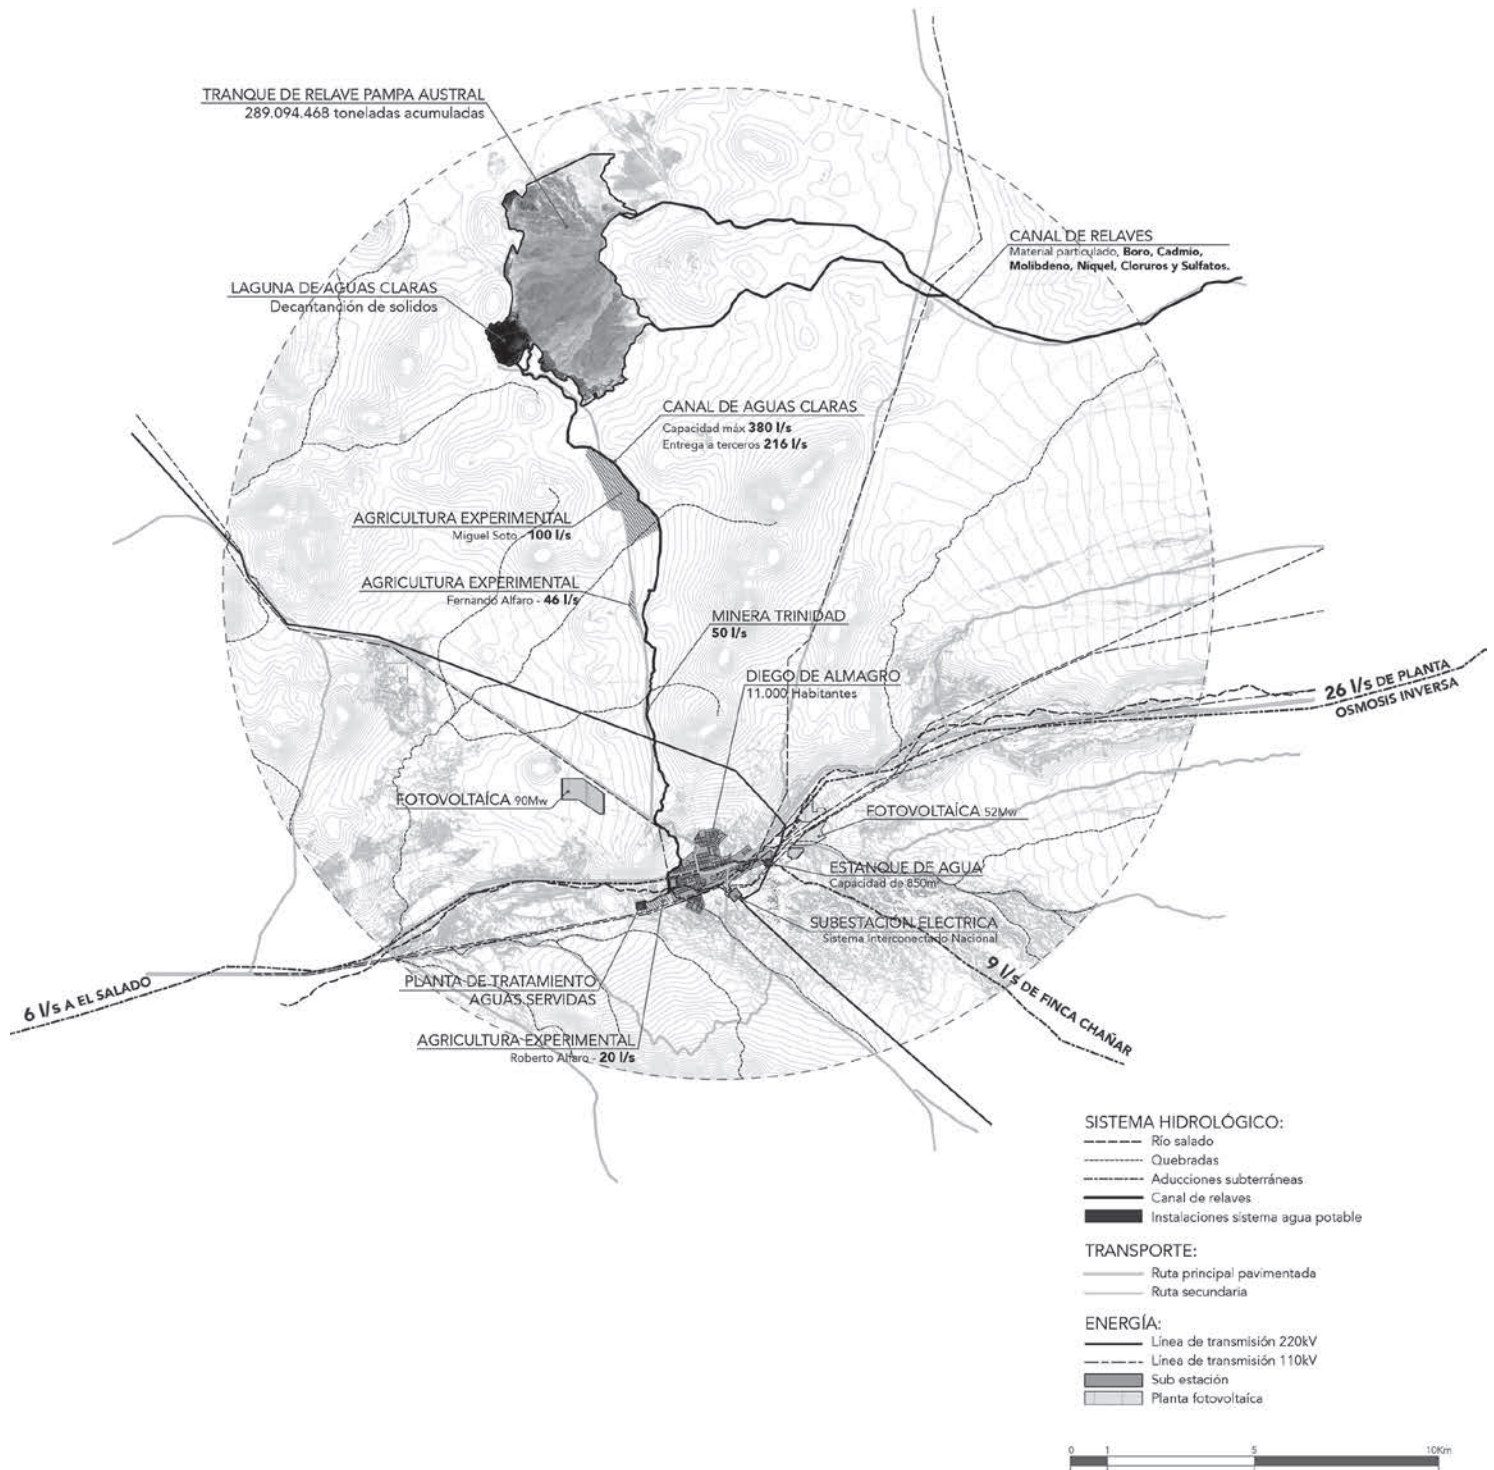 TRANQUE DE RELAVE PAMPA AUSTRAL
289.094.468 toneladas acumuladas
CANAL DE RELAVES
Material particulado, Boro, Cadmio,
Molibdeno, Niquel, Cloruros y Sulfatos.
LAGUNA DE AGUAS CLARAS
Decantanción de solidos
CANAL DE AGUAS CLARAS
Capacidad máx 380 l/s
Entrega a terceros 216 l/s
AGRICULTURA EXPERIMENTAL
Miguel Soto - 100 l/s
AGRICULTURA EXPERIMENTAL
Fernando Alfaro - 46 l/s
MINERA TRINIDAD
50 l/s
DIEGO DE ALMAGRO
11.000 Habitantes
26 l/s DE PLANTA
OSMOSIS INVERSA
FOTOVOLTAÍCA 90Mw
FOTOVOLTAÍCA 52Mw
ESTANQUE DE AGUA
Capacidad de 850m³
SUBESTACIÓN ELECTRICA
Sistema Interconectado Nacional
PLANTA DE TRATAMIENTO
AGUAS SERVIDAS
6 l/s A EL SALADO
9 l/s DE FINCA CHAÑAR
AGRICULTURA EXPERIMENTAL
Roberto Alfaro - 20 l/s
SISTEMA HIDROLÓGICO:
Río salado
Quebradas
Aducciones subterráneas
Canal de relaves
Instalaciones sistema agua potable
TRANSPORTE:
Ruta principal pavimentada
Ruta secundaria
ENERGÍA:
Línea de transmisión 220kV
Línea de transmisión 110kV
Sub estación
Planta fotovoltaíca
0 1 5 10Km